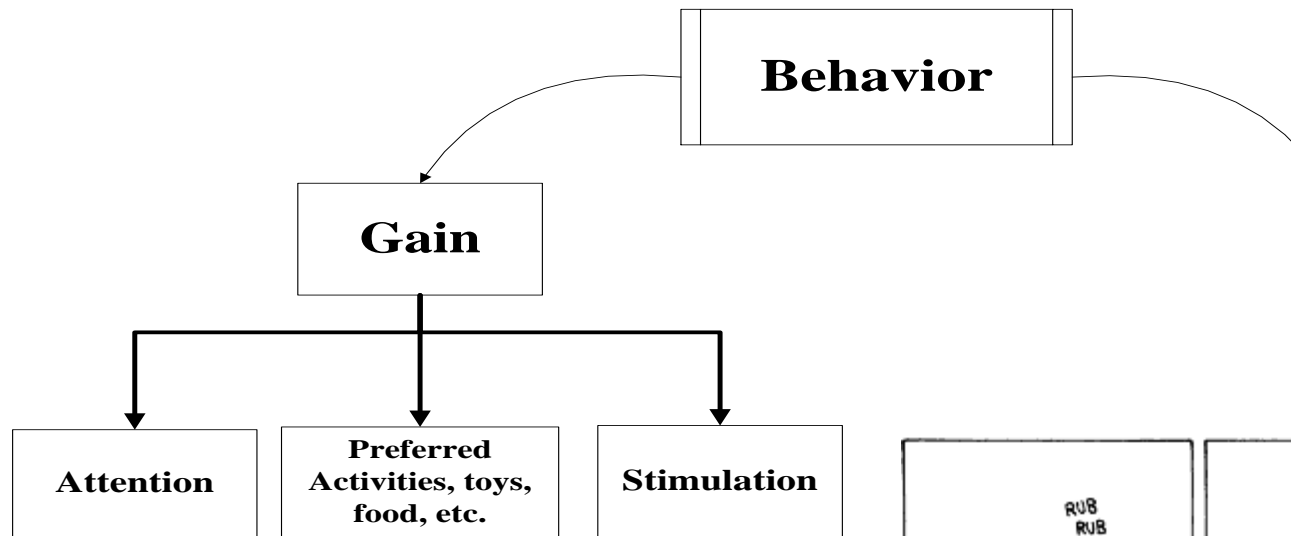 Behavior
Gain
Attention
Preferred
Activities, toys,
food, etc.
Stimulation
RUB
RUB